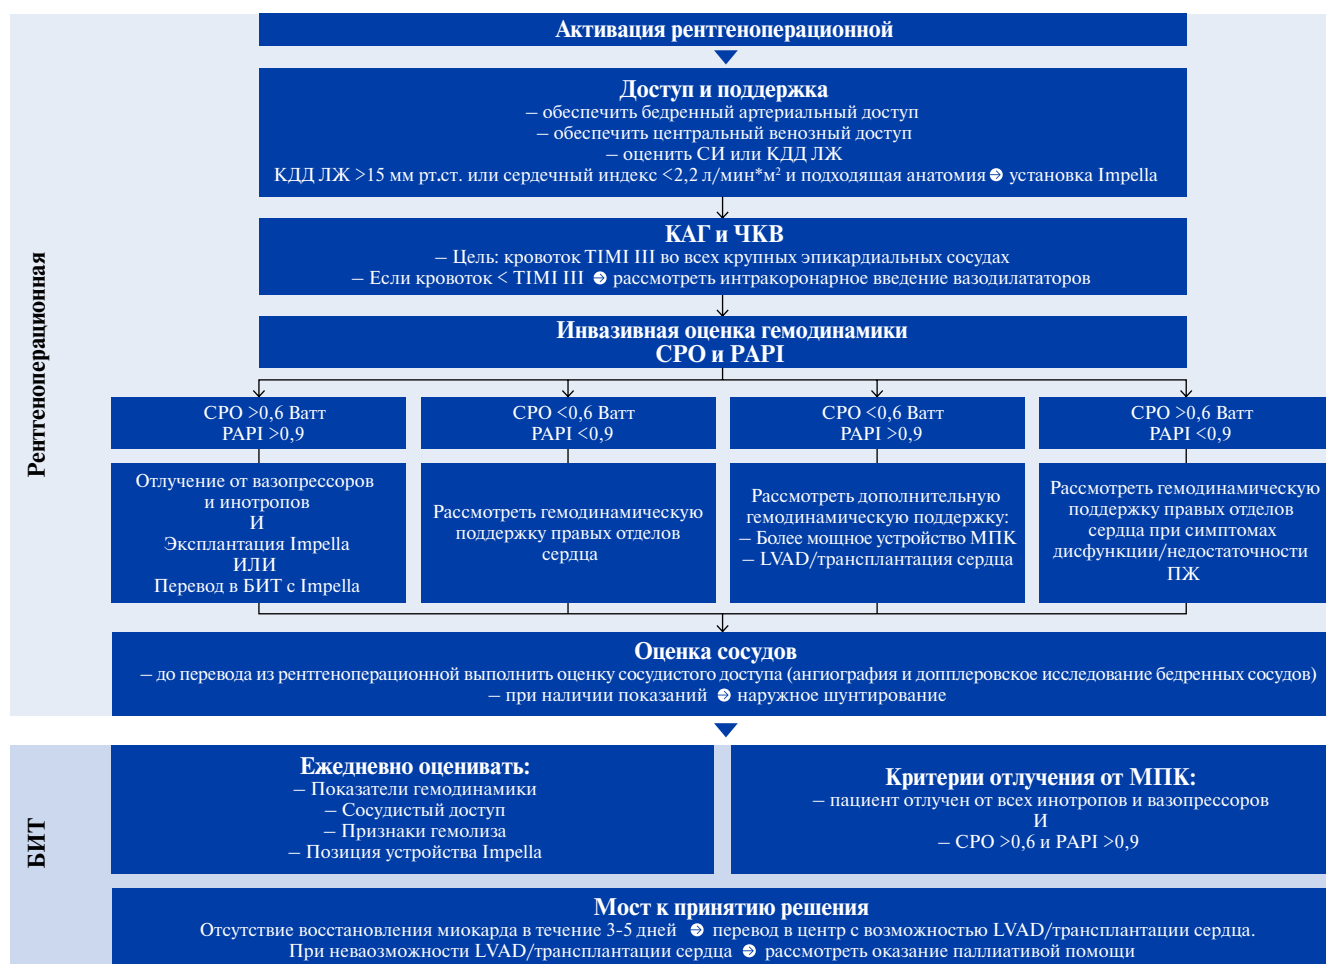 Активация рентгеноперационной
Доступ и поддержка
– обеспечить бедренный артериальный доступ
– обеспечить центральный венозный доступ
– оценить СИ или КДД ЛЖ
КДД ЛЖ >15 мм рт.ст. или сердечный индекс <2,2 л/мин*м² и подходящая анатомия ➔ установка Impella
КАГ и ЧКВ
– Цель: кровоток TIMI III во всех крупных эпикардиальных сосудах
– Если кровоток < TIMI III ➔ рассмотреть интракоронарное введение вазодилататоров
Инвазивная оценка гемодинамики
CPO и PAPI
CPO >0,6 Ватт
PAPI >0,9
CPO <0,6 Ватт
PAPI <0,9
CPO <0,6 Ватт
PAPI >0,9
CPO >0,6 Ватт
PAPI <0,9
Отлучение от вазопрессоров
и инотропов
И
Эксплантация Impella
ИЛИ
Перевод в БИТ с Impella
Рассмотреть гемодинамическую
поддержку правых отделов
сердца
Рассмотреть дополнительную
гемодинамическую поддержку:
– Более мощное устройство МПК
– LVAD/трансплантация сердца
Рассмотреть гемодинамическую
поддержку правых отделов
сердца при симптомах
дисфункции/недостаточности
ПЖ
Оценка сосудов
– до перевода из рентгеноперационной выполнить оценку сосудистого доступа (ангиография и допплеровское исследование бедренных сосудов)
– при наличии показаний ➔ наружное шунтирование
Рентгеноперационная
Ежедневно оценивать:
– Показатели гемодинамики
– Сосудистый доступ
– Признаки гемолиза
– Позиция устройства Impella
Критерии отлучения от МПК:
– пациент отлучен от всех инотропов и вазопрессоров
И
– CPO >0,6 и PAPI >0,9
Мост к принятию решения
Отсутствие восстановления миокарда в течение 3-5 дней ➔ перевод в центр с возможностью LVAD/трансплантации сердца.
При неваозможности LVAD/трансплантации сердца ➔ рассмотреть оказание паллиативой помощи
БИТ